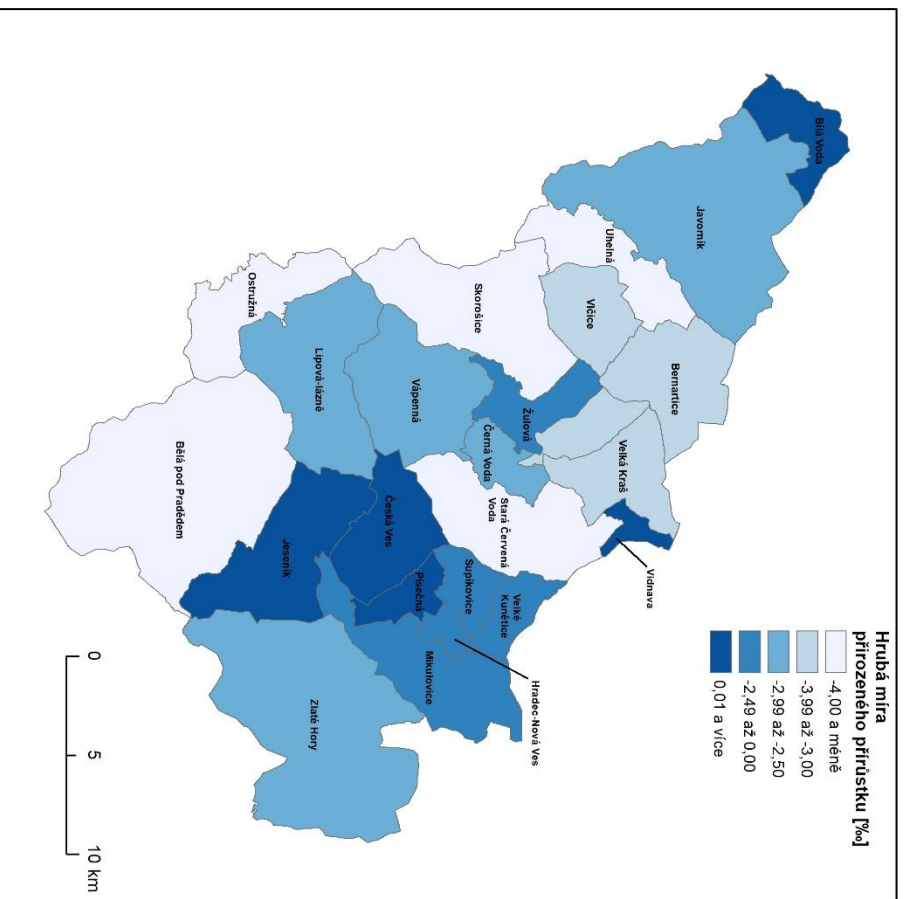 Bílá Voda
Javorník
Uhelná
Vlčice
Bernartice
Skorošice
Žulová
Velká Kraš
Vidnava
Ostružná
Lipová-lázně
Vápenná
Černá Voda
Stará Červená
Voda
Bělá pod Pradědem
Česká Ves
Jeseník
Písečná
Supíkovice
Velké
Kunětice
Hradec-Nová Ves
Mikulovice
Zlaté Hory
Hrubá míra
přirozeného přírůstku [‰]
-4,00 a méně
-3,99 až -3,00
-2,99 až -2,50
-2,49 až 0,00
0,01 a více
0 5 10 km